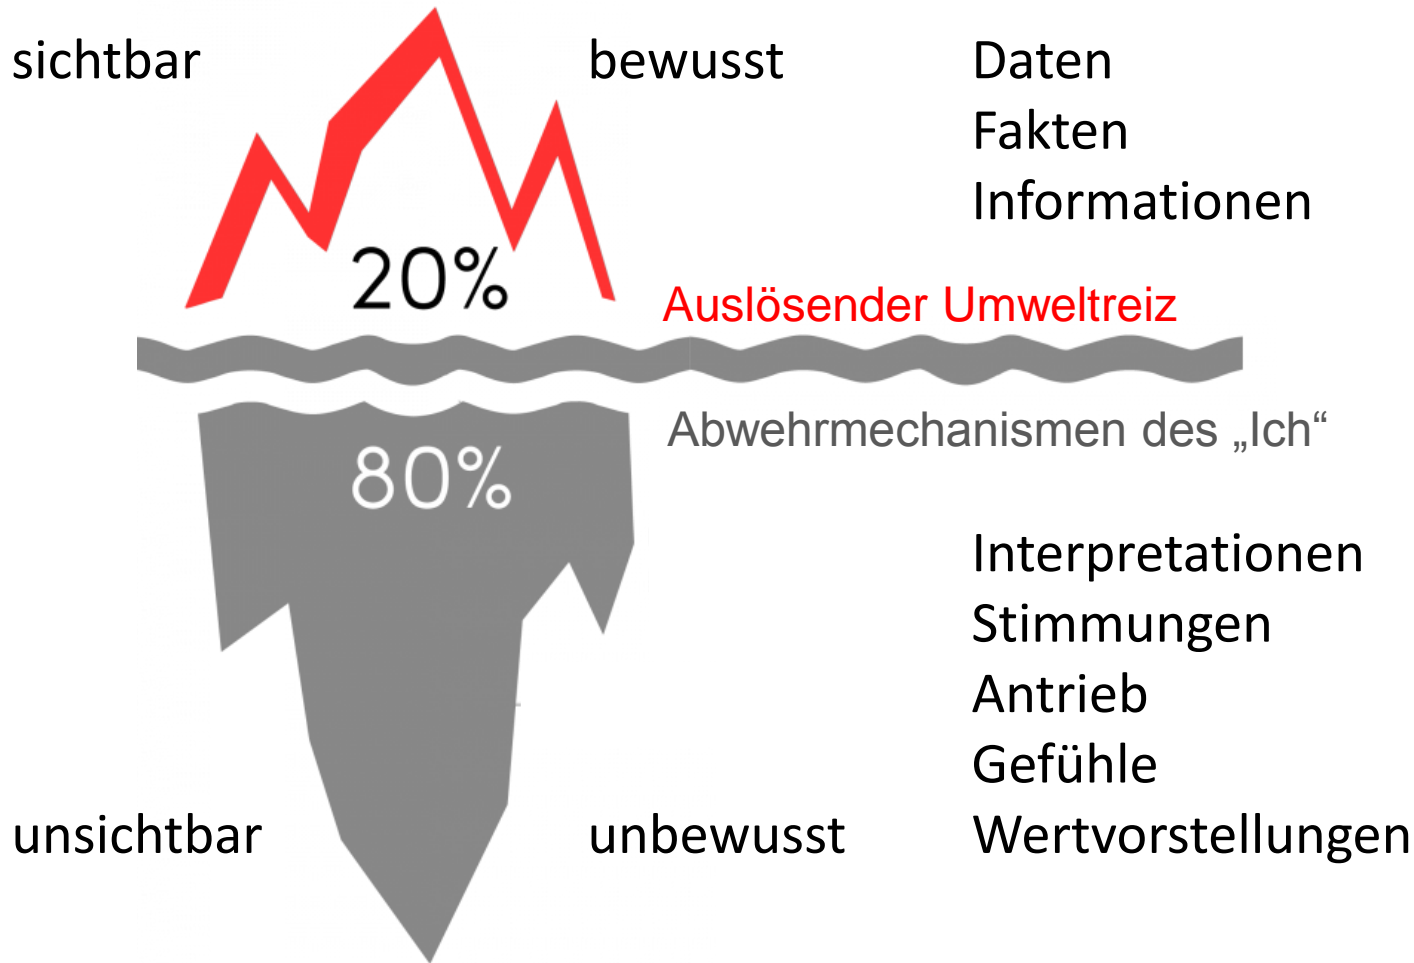 sichtbar
bewusst
Daten
Fakten
Informationen
20%
Auslösender Umweltreiz
Abwehrmechanismen des „Ich“
80%
Interpretationen
Stimmungen
Antrieb
Gefühle
unsichtbar
unbewusst
Wertvorstellungen